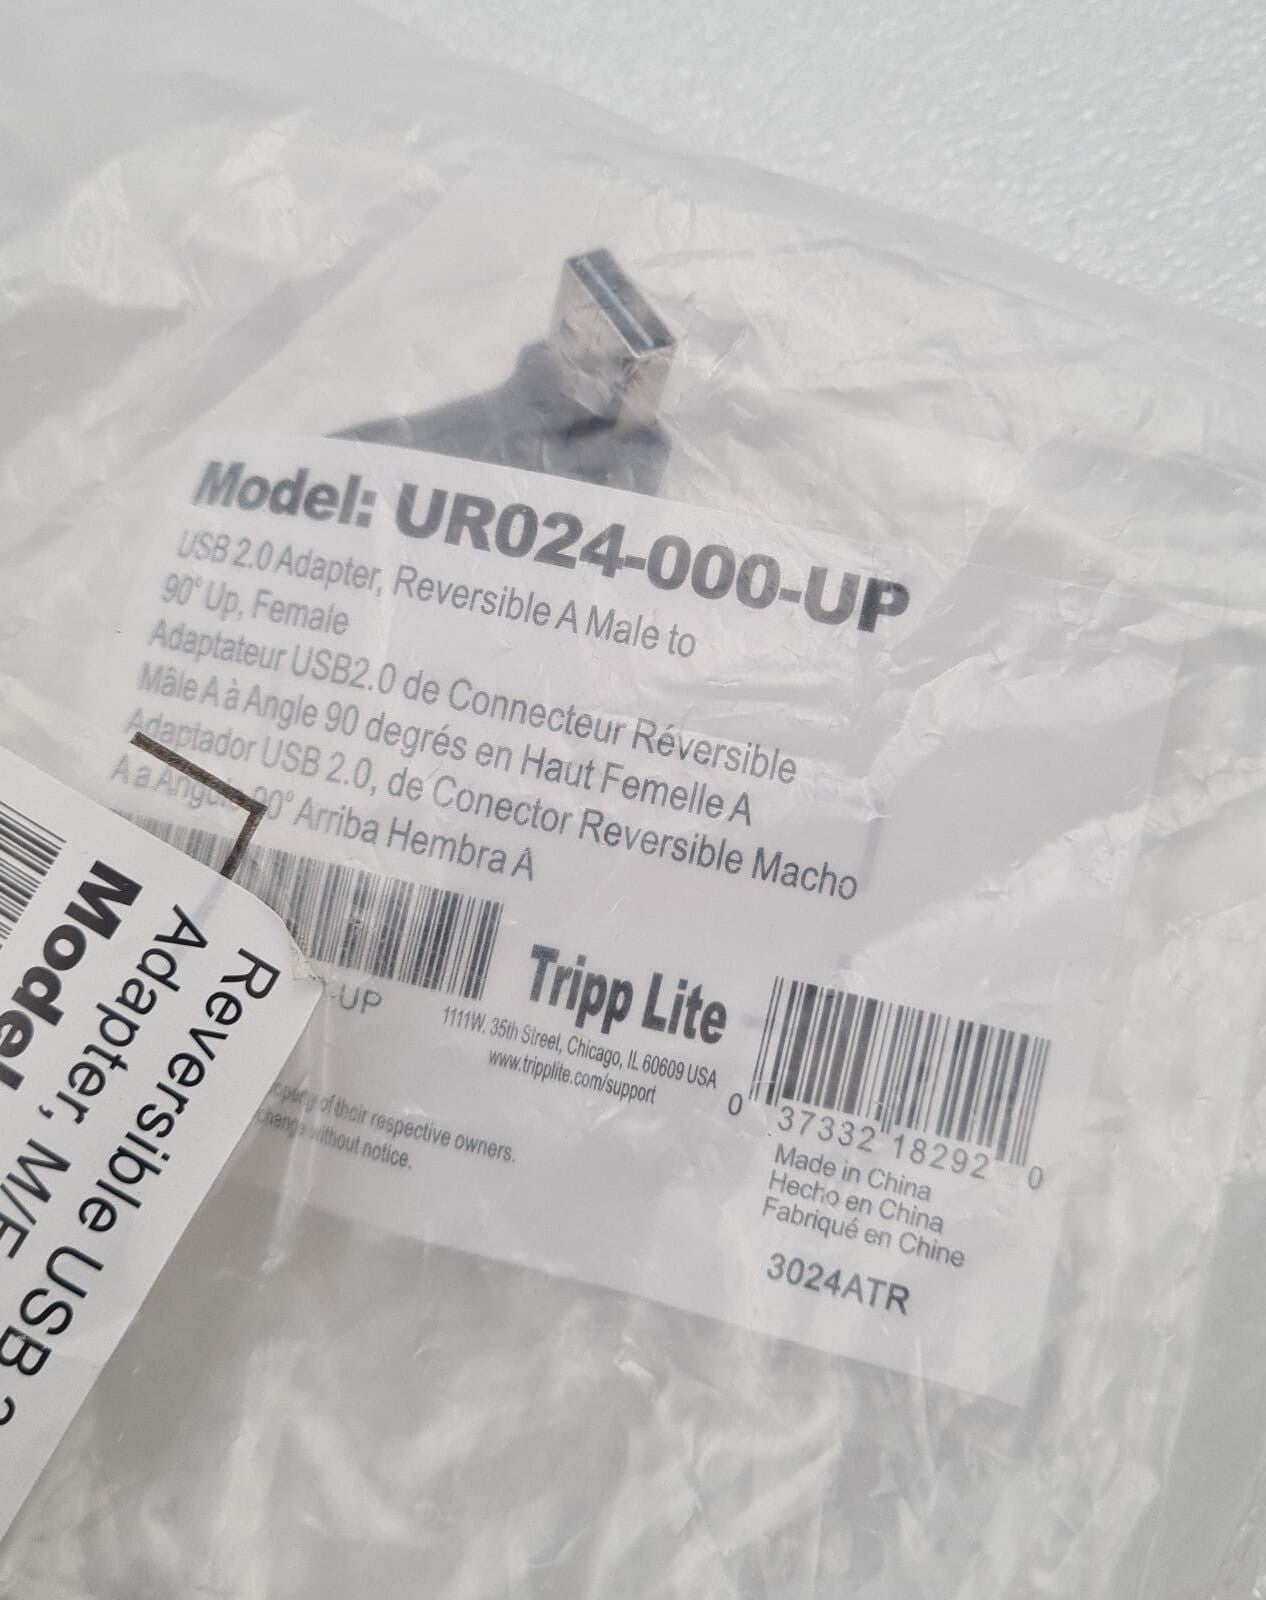 Model: UR024-000-UP
USB 2.0 Adapter, Reversible A Male to
90° Up, Female
Adaptateur USB2.0 de Connecteur Réversible
Mâle A à Angle 90 degrés en Haut Femelle A
Adaptador USB 2.0, de Conector Reversible Macho
A a Angulo 90° Arriba Hembra A
-UP
Tripp Lite
1111W. 35th Street, Chicago, IL 60609 USA
www.tripplite.com/support
of their respective owners.
change without notice.
0 37332 18292 0
Made in China
Hecho en China
Fabriqué en Chine
3024ATR
Reversible USB
Adapter, M/F
Model